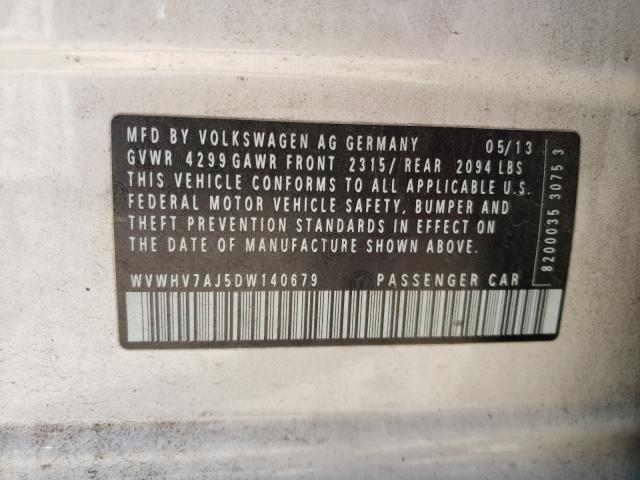 MFD BY VOLKSWAGEN AG GERMANY 05/13
GVWR 4299 GAWR FRONT 2315/ REAR 2094 LBS
THIS VEHICLE CONFORMS TO ALL APPLICABLE U.S.
FEDERAL MOTOR VEHICLE SAFETY, BUMPER AND
THEFT PREVENTION STANDARDS IN EFFECT ON
THE DATE OF MANUFACTURE SHOWN ABOVE.
WVWHV7AJ5DW140679 PASSENGER CAR
8200035 3075 3